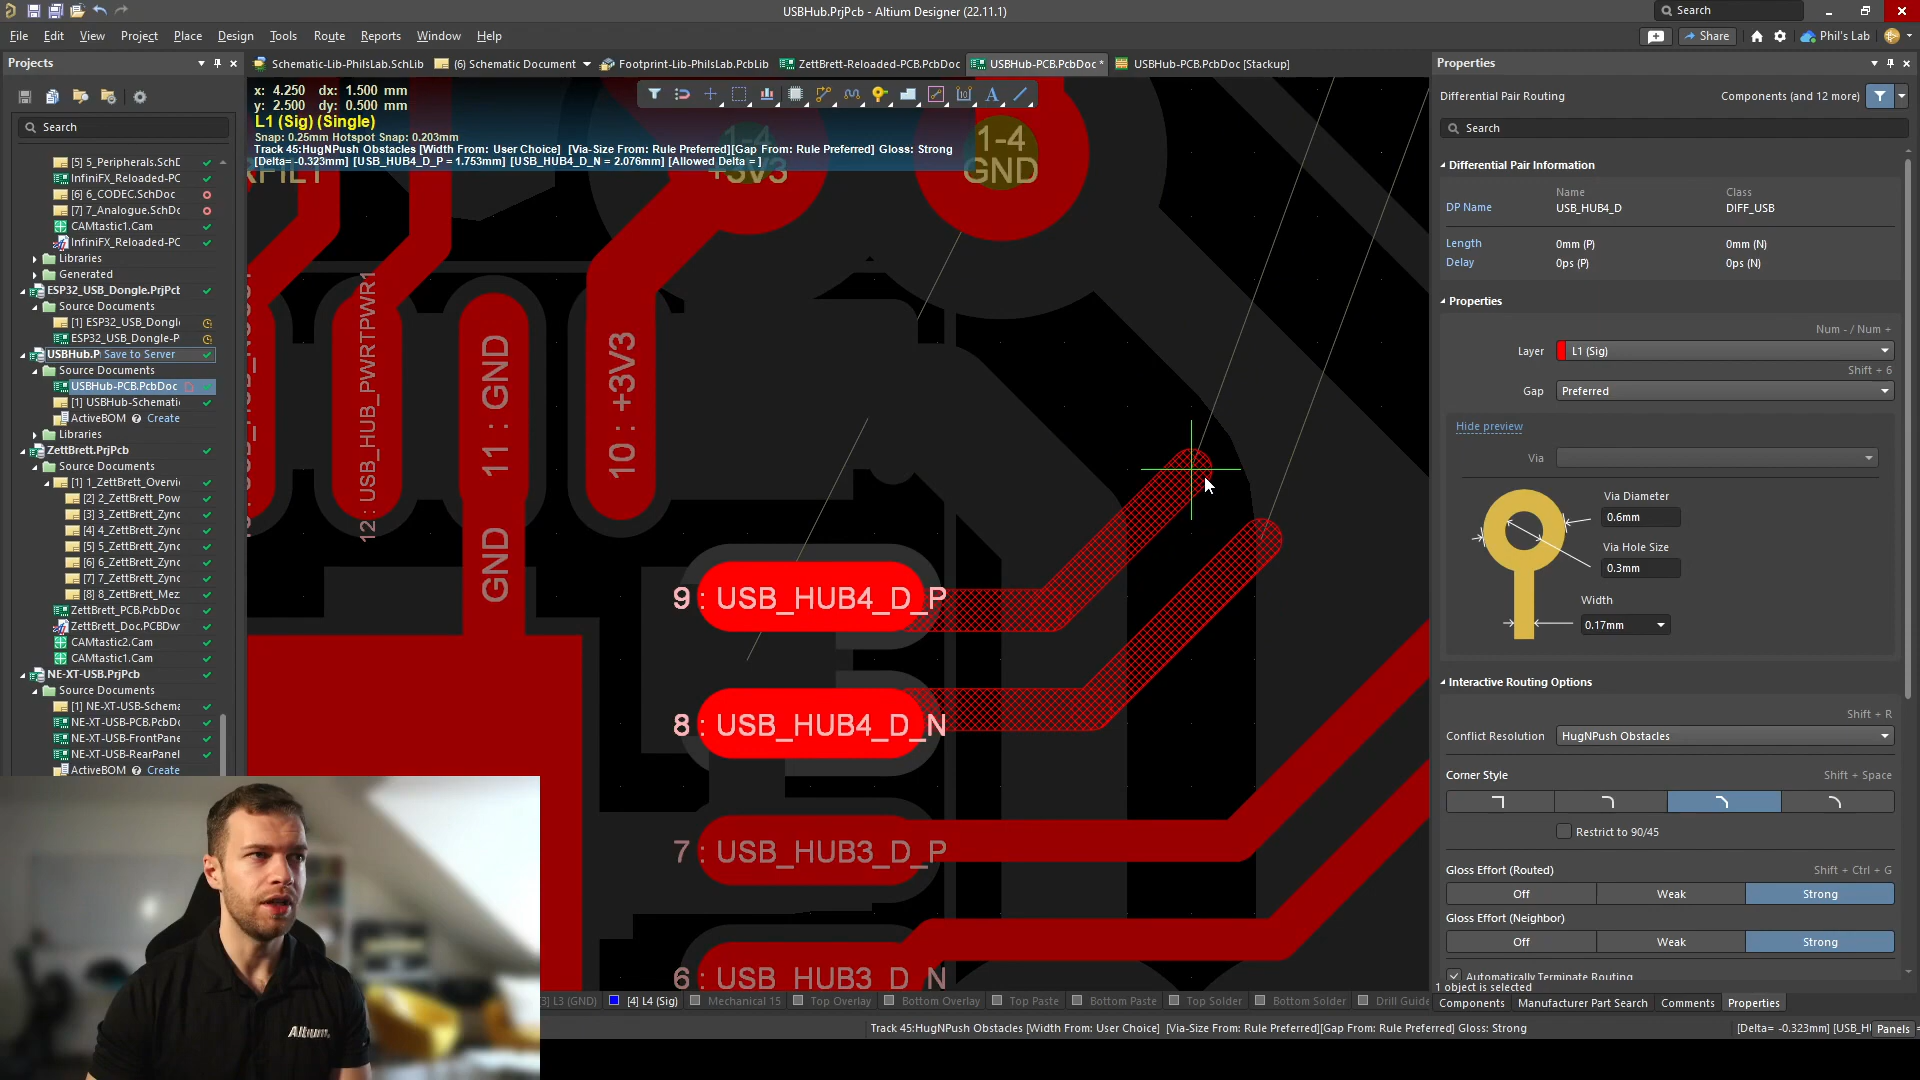 USBHub.PrjPcb - Altium Designer (22.11.1)
Search
File Edit View Project Place Design Tools Route Reports Window Help
Share
Phil's Lab
Projects
Schematic-Lib-PhilsLab.SchLib
(6) Schematic Document
Footprint-Lib-PhilsLab.PcbLib
ZettBrett-Reloaded-PCB.PcbDoc
USBHub-PCB.PcbDoc *
USBHub-PCB.PcbDoc [Stackup]
Properties
Search
[5] 5_Peripherals.SchD
InfiniFX_Reloaded-PC
[6] 6_CODEC.SchDoc
[7] 7_Analogue.SchDc
CAMtastic1.Cam
InfiniFX_Reloaded-PC
Libraries
Generated
ESP32_USB_Dongle.PrjPcb
Source Documents
[1] ESP32_USB_Dongl
ESP32_USB_Dongle-P
USBHub.P Save to Server
Source Documents
USBHub-PCB.PcbDoc
[1] USBHub-Schemati
ActiveBOM Create
Libraries
ZettBrett.PrjPcb
Source Documents
[1] 1_ZettBrett_Overvi
[2] 2_ZettBrett_Pow
[3] 3_ZettBrett_Zync
[4] 4_ZettBrett_Zync
[5] 5_ZettBrett_Zync
[6] 6_ZettBrett_Zync
[7] 7_ZettBrett_Zync
[8] 8_ZettBrett_Mez
ZettBrett_PCB.PcbDoc
ZettBrett_Doc.PCBDw
CAMtastic2.Cam
CAMtastic1.Cam
NE-XT-USB.PrjPcb
Source Documents
[1] NE-XT-USB-Schema
NE-XT-USB-PCB.PcbDc
NE-XT-USB-FrontPane
NE-XT-USB-RearPanel
ActiveBOM Create
x: 4.250 dx: 1.500 mm
y: 2.500 dy: 0.500 mm
L1 (Sig) (Single)
Snap: 0.25mm Hotspot Snap: 0.203mm
Track 45:HugNPush Obstacles [Width From: User Choice] [Via-Size From: Rule Preferred][Gap From: Rule Preferred] Gloss: Strong
[Delta= -0.323mm] [USB_HUB4_D_P = 1.753mm] [USB_HUB4_D_N = 2.076mm] [Allowed Delta = ]
1-4
+3V3
1-4
GND
12 : USB_HUB_PWRTPWR1
11 : GND
GND
10 : +3V3
9 : USB_HUB4_D_P
8 : USB_HUB4_D_N
7 : USB_HUB3_D_P
6 : USB_HUB3_D_N
Altium
[3] L3 (GND) [4] L4 (Sig) Mechanical 15 Top Overlay Bottom Overlay Top Paste Bottom Paste Top Solder Bottom Solder Drill Guide
Track 45:HugNPush Obstacles [Width From: User Choice] [Via-Size From: Rule Preferred][Gap From: Rule Preferred] Gloss: Strong
[Delta= -0.323mm] [USB_H
Panels
Differential Pair Routing
Components (and 12 more)
Search
Differential Pair Information
Name Class
DP Name USB_HUB4_D DIFF_USB
Length 0mm (P) 0mm (N)
Delay 0ps (P) 0ps (N)
Properties
Num - / Num +
Layer L1 (Sig)
Shift + 6
Gap Preferred
Hide preview
Via
Via Diameter
0.6mm
Via Hole Size
0.3mm
Width
0.17mm
Interactive Routing Options
Shift + R
Conflict Resolution HugNPush Obstacles
Corner Style Shift + Space
Restrict to 90/45
Gloss Effort (Routed) Shift + Ctrl + G
Off Weak Strong
Gloss Effort (Neighbor)
Off Weak Strong
Automatically Terminate Routing
1 object is selected
Components Manufacturer Part Search Comments Properties